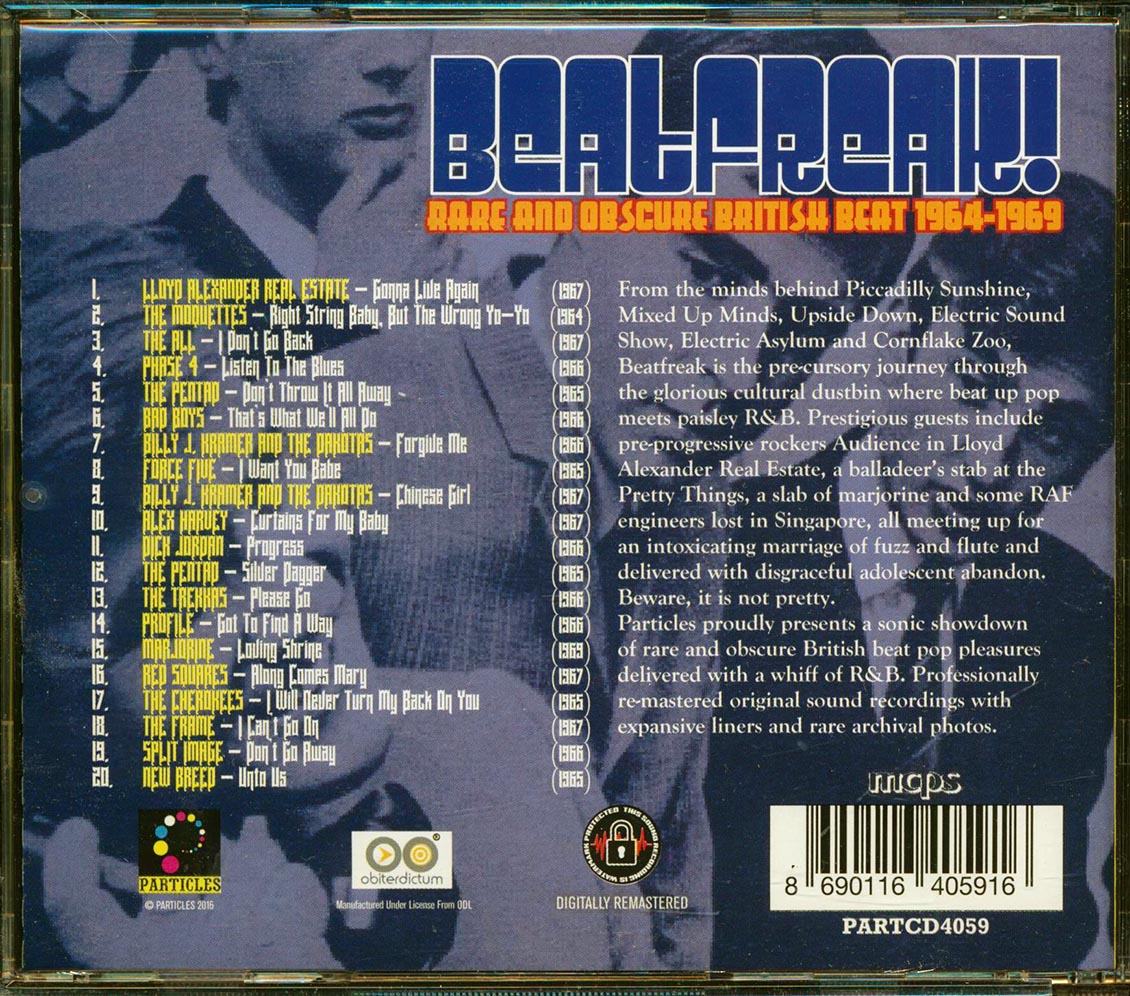 BEATFREAK!
RARE AND OBSCURE BRITISH BEAT 1964-1969
1. LLOYD ALEXANDER REAL ESTATE – Gonna Live Again (1967)
2. THE MOQUETTES – Right String Baby, But The Wrong Yo-Yo (1964)
3. THE ALL – I Don't Go Back (1967)
4. PHASE 4 – Listen To The Blues (1966)
5. THE PENTAD – Don't Throw It All Away (1965)
6. BAD BOYS – That's What We'll All Do (1966)
7. BILLY J. KRAMER AND THE DAKOTAS – Forgive Me (1966)
8. FORCE FIVE – I Want You Babe (1965)
9. BILLY J. KRAMER AND THE DAKOTAS – Chinese Girl (1967)
10. ALEX HARVEY – Curtains For My Baby (1967)
11. DICK JORDAN – Progress (1966)
12. THE PENTAD – Silver Dagger (1965)
13. THE TREKKAS – Please Go (1966)
14. PROFILE – Got To Find A Way (1966)
15. MARJORINE – Loving Shrine (1969)
16. RED SQUARES – Along Comes Mary (1967)
17. THE CHEROKEES – I Will Never Turn My Back On You (1965)
18. THE FRAME – I Can't Go On (1967)
19. SPLIT IMAGE – Don't Go Away (1966)
20. NEW BREED – Unto Us (1965)
From the minds behind Piccadilly Sunshine,
Mixed Up Minds, Upside Down, Electric Sound
Show, Electric Asylum and Cornflake Zoo,
Beatfreak is the pre-cursory journey through
the glorious cultural dustbin where beat up pop
meets paisley R&B. Prestigious guests include
pre-progressive rockers Audience in Lloyd
Alexander Real Estate, a balladeer's stab at the
Pretty Things, a slab of marjorine and some RAF
engineers lost in Singapore, all meeting up for
an intoxicating marriage of fuzz and flute and
delivered with disgraceful adolescent abandon.
Beware, it is not pretty.
Particles proudly presents a sonic showdown
of rare and obscure British beat pop pleasures
delivered with a whiff of R&B. Professionally
re-mastered original sound recordings with
expansive liners and rare archival photos.
PARTICLES
© PARTICLES 2016
obiterdictum®
Manufactured Under License From ODL
PROTECTED THIS SOUND RECORDING IS WATERMARK
DIGITALLY REMASTERED
mcps
8 690116 405916
PARTCD4059